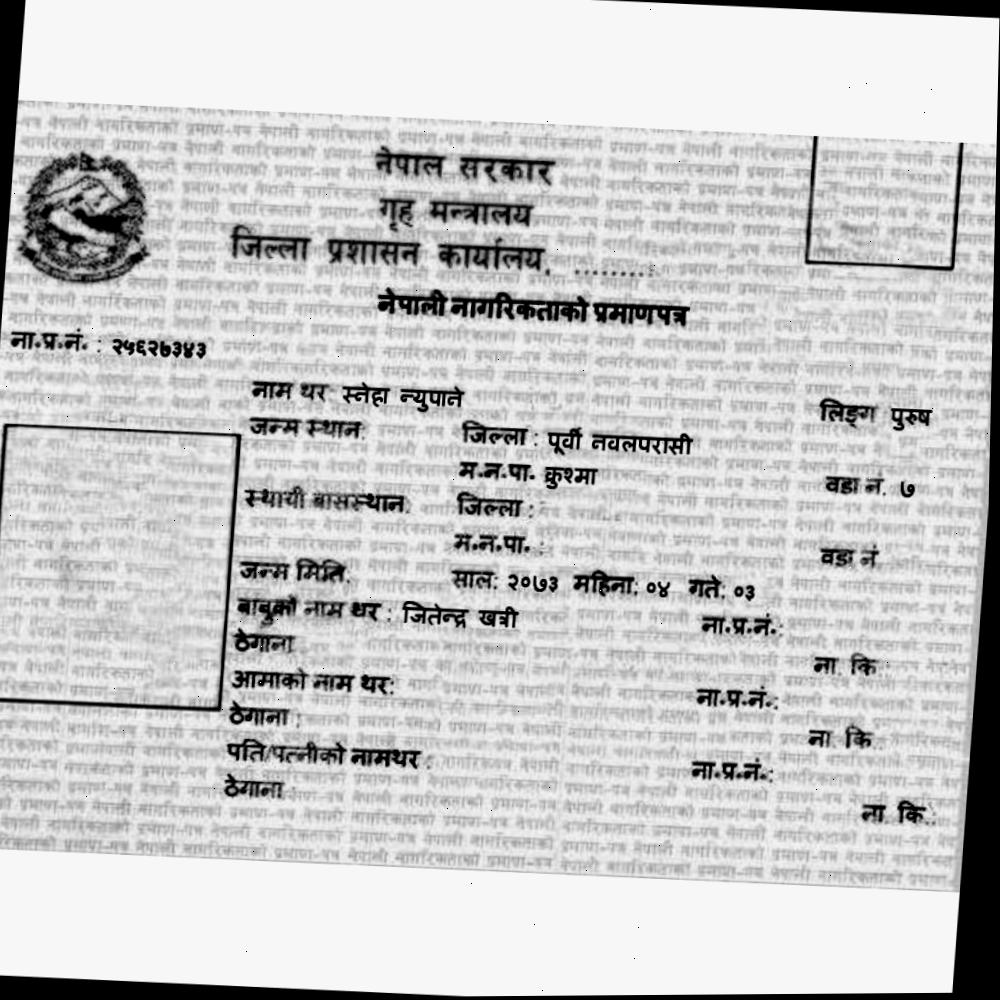 नेपाल सरकार
गृह मन्त्रालय
जिल्ला प्रशासन कार्यालय, ..........
नेपाली नागरिकताको प्रमाणपत्र
ना.प्र.नं. : २५६२७३४३
नाम थर: स्नेहा न्युपाने लिङ्ग पुरुष
जन्म स्थान: जिल्ला : पूर्वी नवलपरासी
म.न.पा. कुश्मा वडा नं. ७
स्थायी बासस्थान: जिल्ला :
म.न.पा. : वडा नं
जन्म मिति: साल: २०७३ महिना: ०४ गते: ०३
बाबुको नाम थर : जितेन्द्र खत्री ना.प्र.नं.:
ठेगाना ना. कि :
आमाको नाम थर: ना.प्र.नं.:
ठेगाना : ना. कि :
पति/पत्नीको नामथर : ना.प्र.नं.:
ठेगाना : ना. कि.: